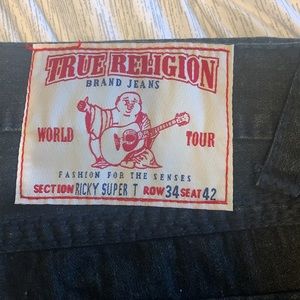 TRUE RELIGION
BRAND JEANS
WORLD TOUR
FASHION FOR THE SENSES
SECTION RICKY SUPER T ROW 34 SEAT 42